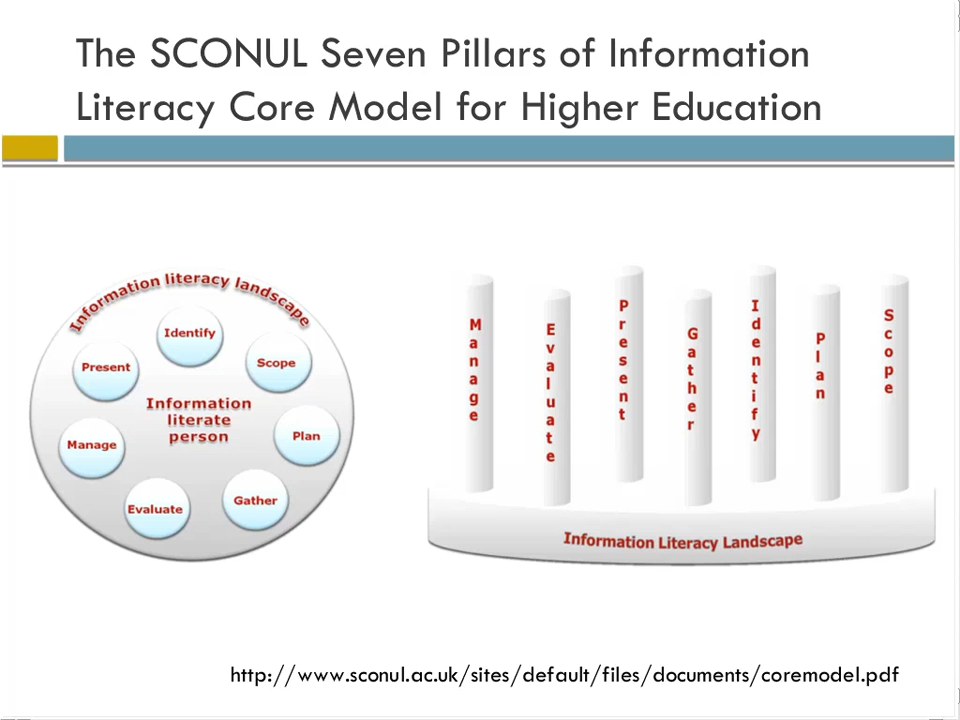 The SCONUL Seven Pillars of Information
Literacy Core Model for Higher Education
Information literacy landscape
Identify
Scope
Present
Information
literate
person
Plan
Manage
Gather
Evaluate
Manage
Evaluate
Present
Gather
Identify
Plan
Scope
Information Literacy Landscape
http://www.sconul.ac.uk/sites/default/files/documents/coremodel.pdf